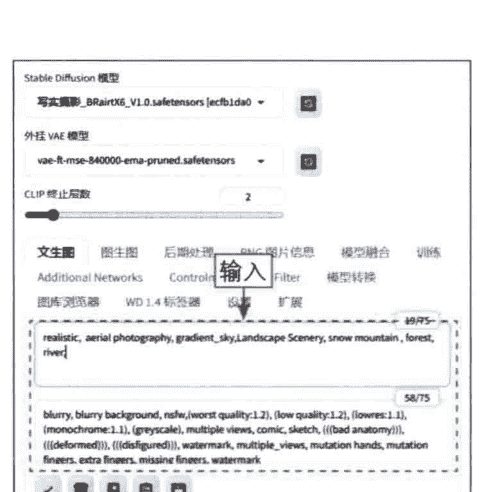 Stable Diffusion 模型
写实摄影_BRairtX6_V1.0.safetensors [ecfb1da0
外挂 VAE 模型
vae-ft-mse-840000-ema-pruned.safetensors
CLIP 终止层数
2
文生图 图生图 后期处理 PNG 图片信息 模型融合 训练
输入
Additional Networks Filter 模型转换
图库浏览器 WD 1.4 标签器 设置 扩展
19/75
realistic, aerial photography, gradient_sky,Landscape Scenery, snow mountain , forest,
river,
58/75
blurry, blurry background, nsfw,(worst quality:1.2), (low quality:1.2), (lowres:1.1),
(monochrome:1.1), (greyscale), multiple views, comic, sketch, (((bad anatomy))),
(((deformed))), (((disfigured))), watermark, multiple_views, mutation hands, mutation
fingers, extra fingers, missing fingers, watermark